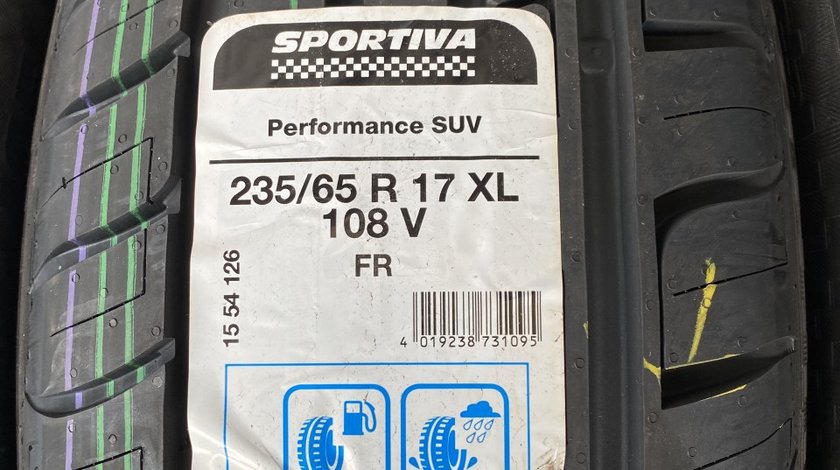 SPORTIVA
Performance SUV
235/65 R 17 XL
108 V
FR
15 54 126
4 019238 731095